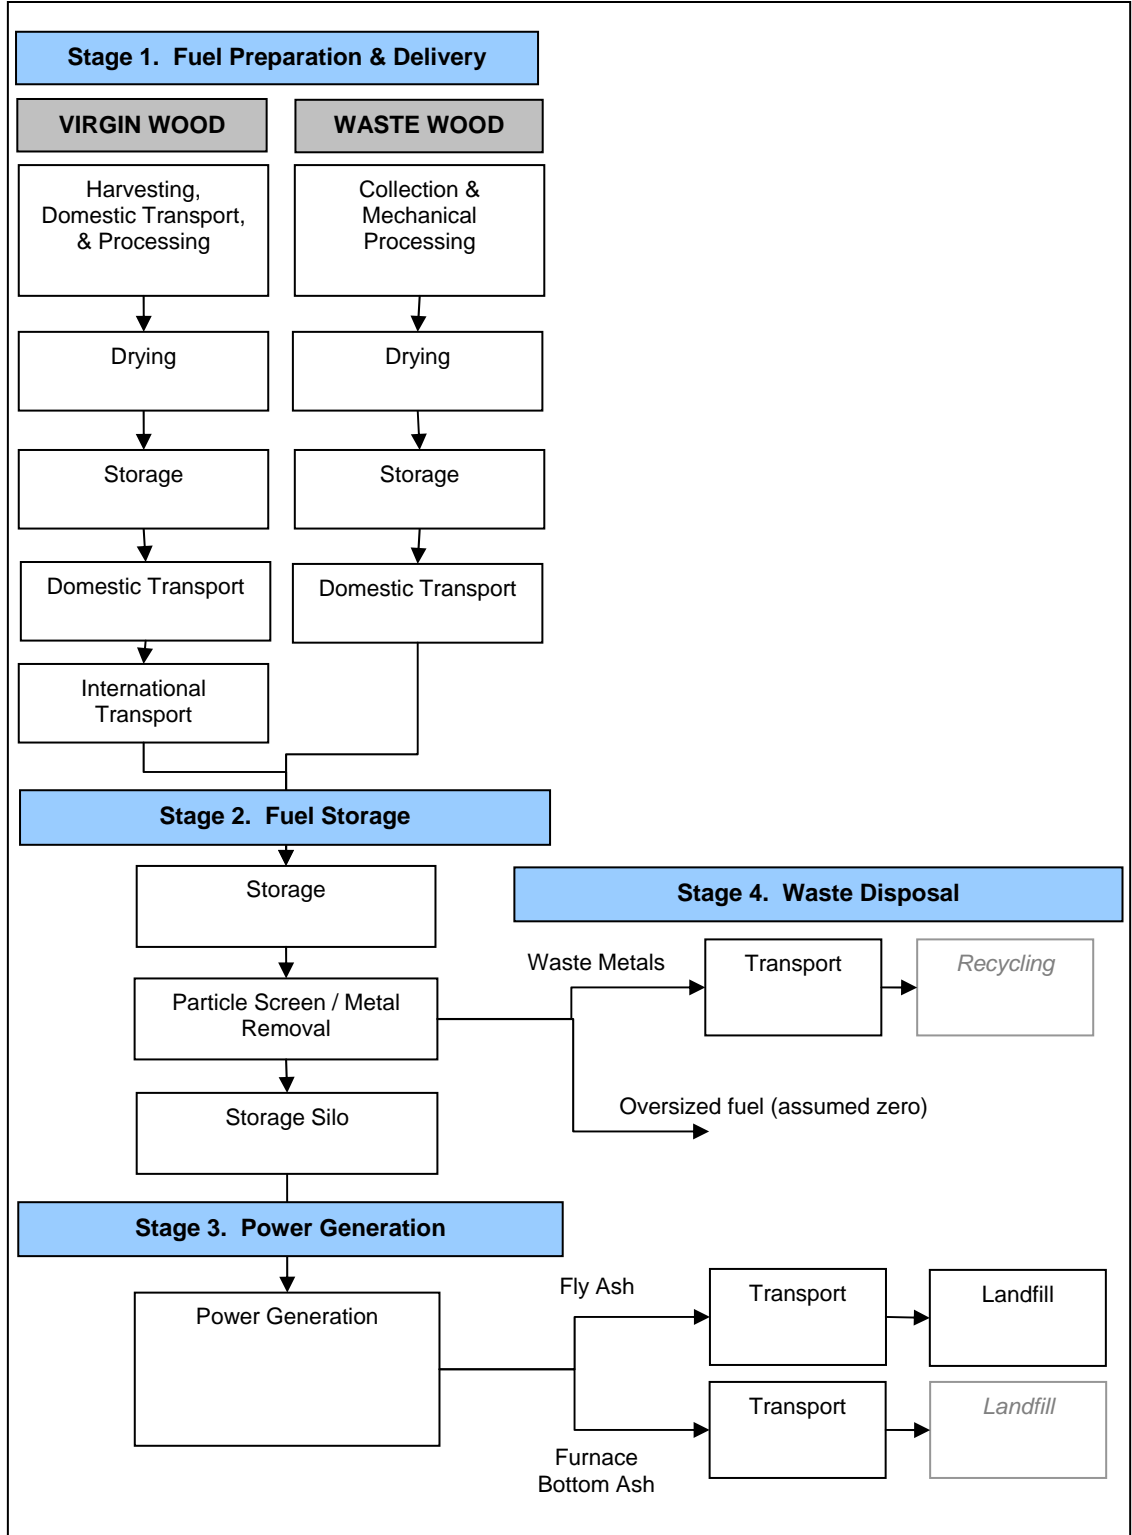 Stage 1.  Fuel Preparation & Delivery
VIRGIN WOOD
WASTE WOOD
Harvesting,
Domestic Transport,
& Processing
Collection &
Mechanical
Processing
Drying
Drying
Storage
Storage
Domestic Transport
Domestic Transport
International
Transport
Stage 2.  Fuel Storage
Storage
Stage 4.  Waste Disposal
Waste Metals
Transport
Recycling
Particle Screen / Metal
Removal
Oversized fuel (assumed zero)
Storage Silo
Stage 3.  Power Generation
Power Generation
Fly Ash
Transport
Landfill
Transport
Landfill
Furnace
Bottom Ash